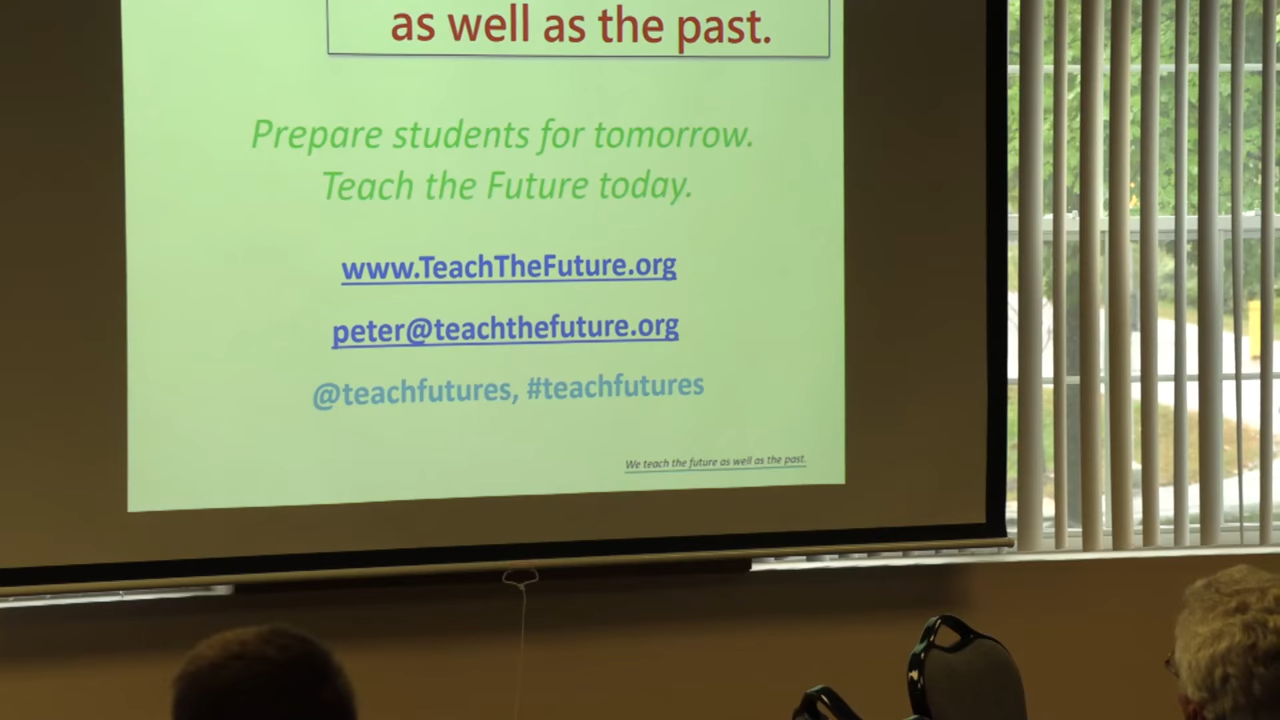 as well as the past.
Prepare students for tomorrow.
Teach the Future today.
www.TeachTheFuture.org
peter@teachthefuture.org
@teachfutures, #teachfutures
We teach the future as well as the past.